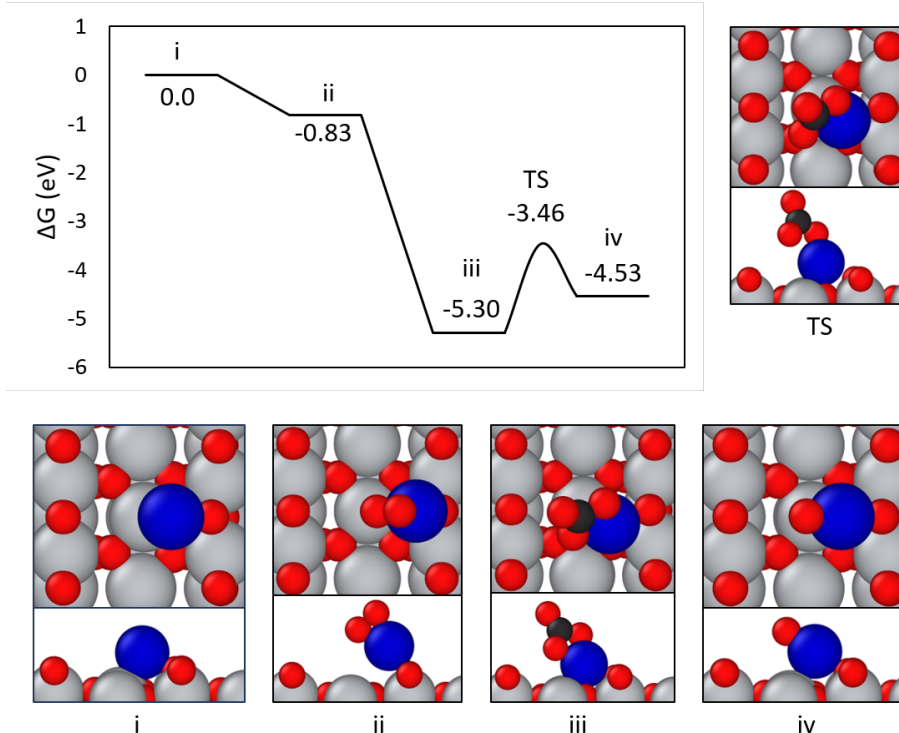 1
0
-1
-2
-3
-4
-5
-6
ΔG (eV)
i
0.0
ii
-0.83
iii
-5.30
TS
-3.46
iv
-4.53
TS
i
ii
iii
iv